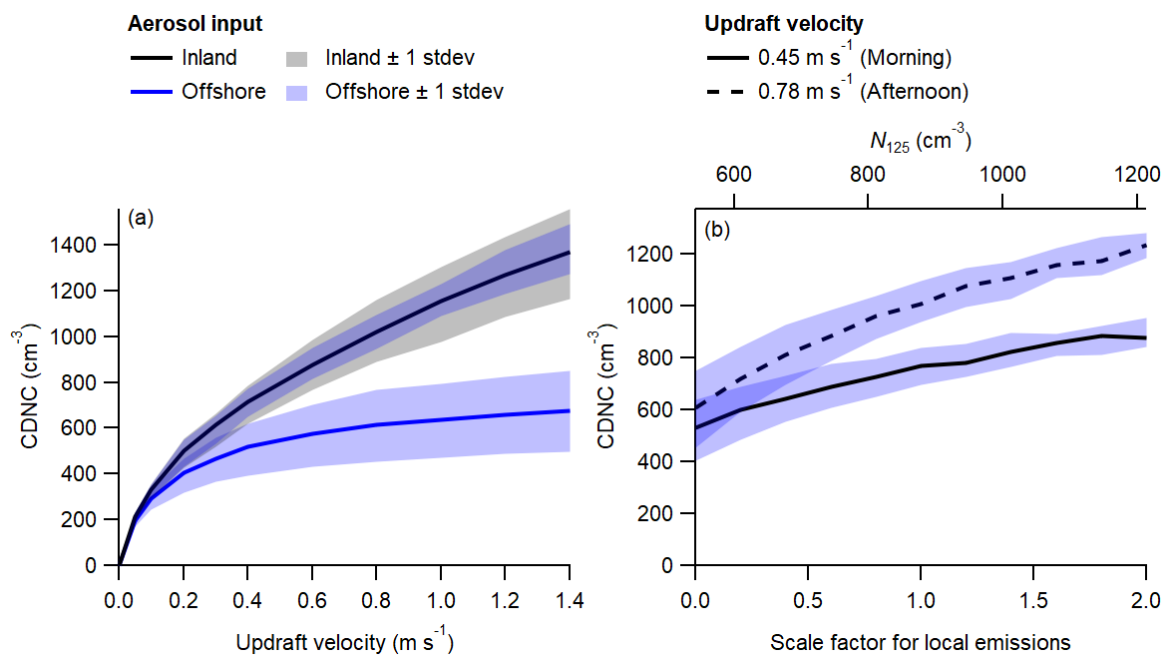 Aerosol input
Inland
Inland ± 1 stdev
Offshore
Offshore ± 1 stdev
Updraft velocity
0.45 m s⁻¹ (Morning)
0.78 m s⁻¹ (Afternoon)
(a)
CDNC (cm⁻³)
1400
1200
1000
800
600
400
200
0
0.0 0.2 0.4 0.6 0.8 1.0 1.2 1.4
Updraft velocity (m s⁻¹)
N₁₂₅ (cm⁻³)
600 800 1000 1200
(b)
CDNC (cm⁻³)
1200
1000
800
600
400
200
0
0.0 0.5 1.0 1.5 2.0
Scale factor for local emissions